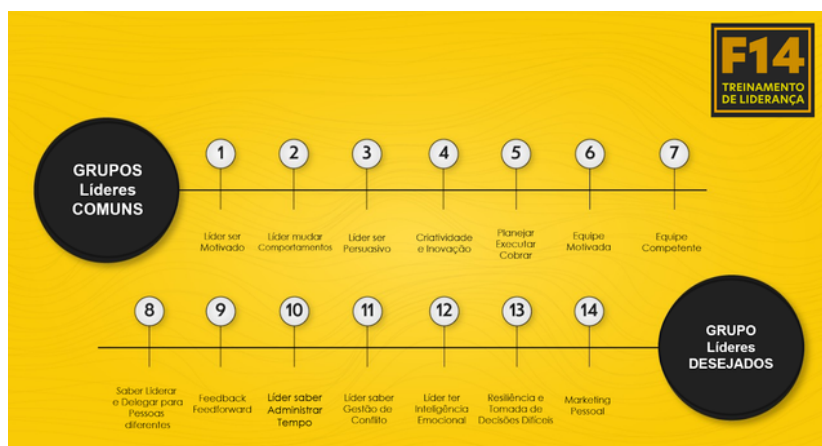 F14
TREINAMENTO
DE LIDERANÇA
GRUPOS
Líderes
COMUNS
1
2
3
4
5
6
7
Líder ser
Motivado
Líder mudar
Comportamentos
Líder ser
Persuasivo
Criatividade
e Inovação
Planejar
Executar
Cobrar
Equipe
Motivada
Equipe
Competente
8
9
10
11
12
13
14
Saber Liderar
e Delegar para
Pessoas
diferentes
Feedback
Feedforward
Líder saber
Administrar
Tempo
Líder saber
Gestão de
Conflito
Líder ter
Inteligência
Emocional
Resiliência e
Tomada de
Decisões Difíceis
Marketing
Pessoal
GRUPO
Líderes
DESEJADOS